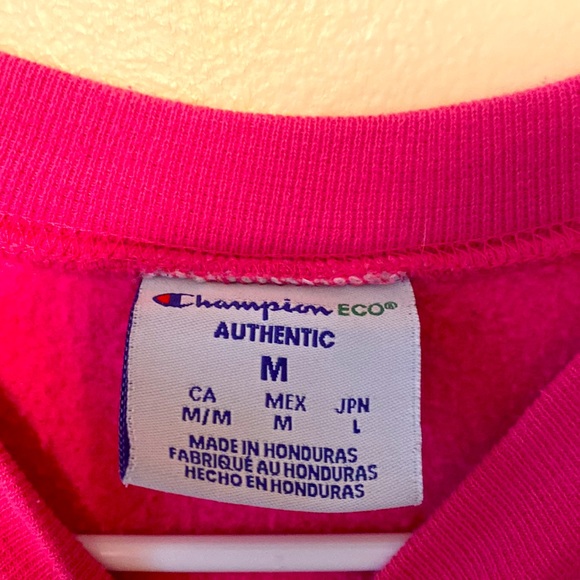 Champion ECO®
AUTHENTIC
M
CA MEX JPN
M/M M L
MADE IN HONDURAS
FABRIQUÉ AU HONDURAS
HECHO EN HONDURAS